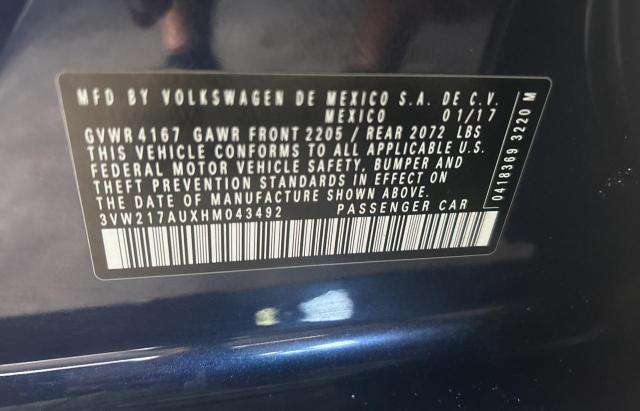 MFD BY VOLKSWAGEN DE MEXICO S.A. DE C.V.
MEXICO 01/17
GVWR 4167 GAWR FRONT 2205 / REAR 2072 LBS
THIS VEHICLE CONFORMS TO ALL APPLICABLE U.S.
FEDERAL MOTOR VEHICLE SAFETY, BUMPER AND
THEFT PREVENTION STANDARDS IN EFFECT ON
THE DATE OF MANUFACTURE SHOWN ABOVE.
3VW217AUXHM043492 PASSENGER CAR
0418369 3220 M